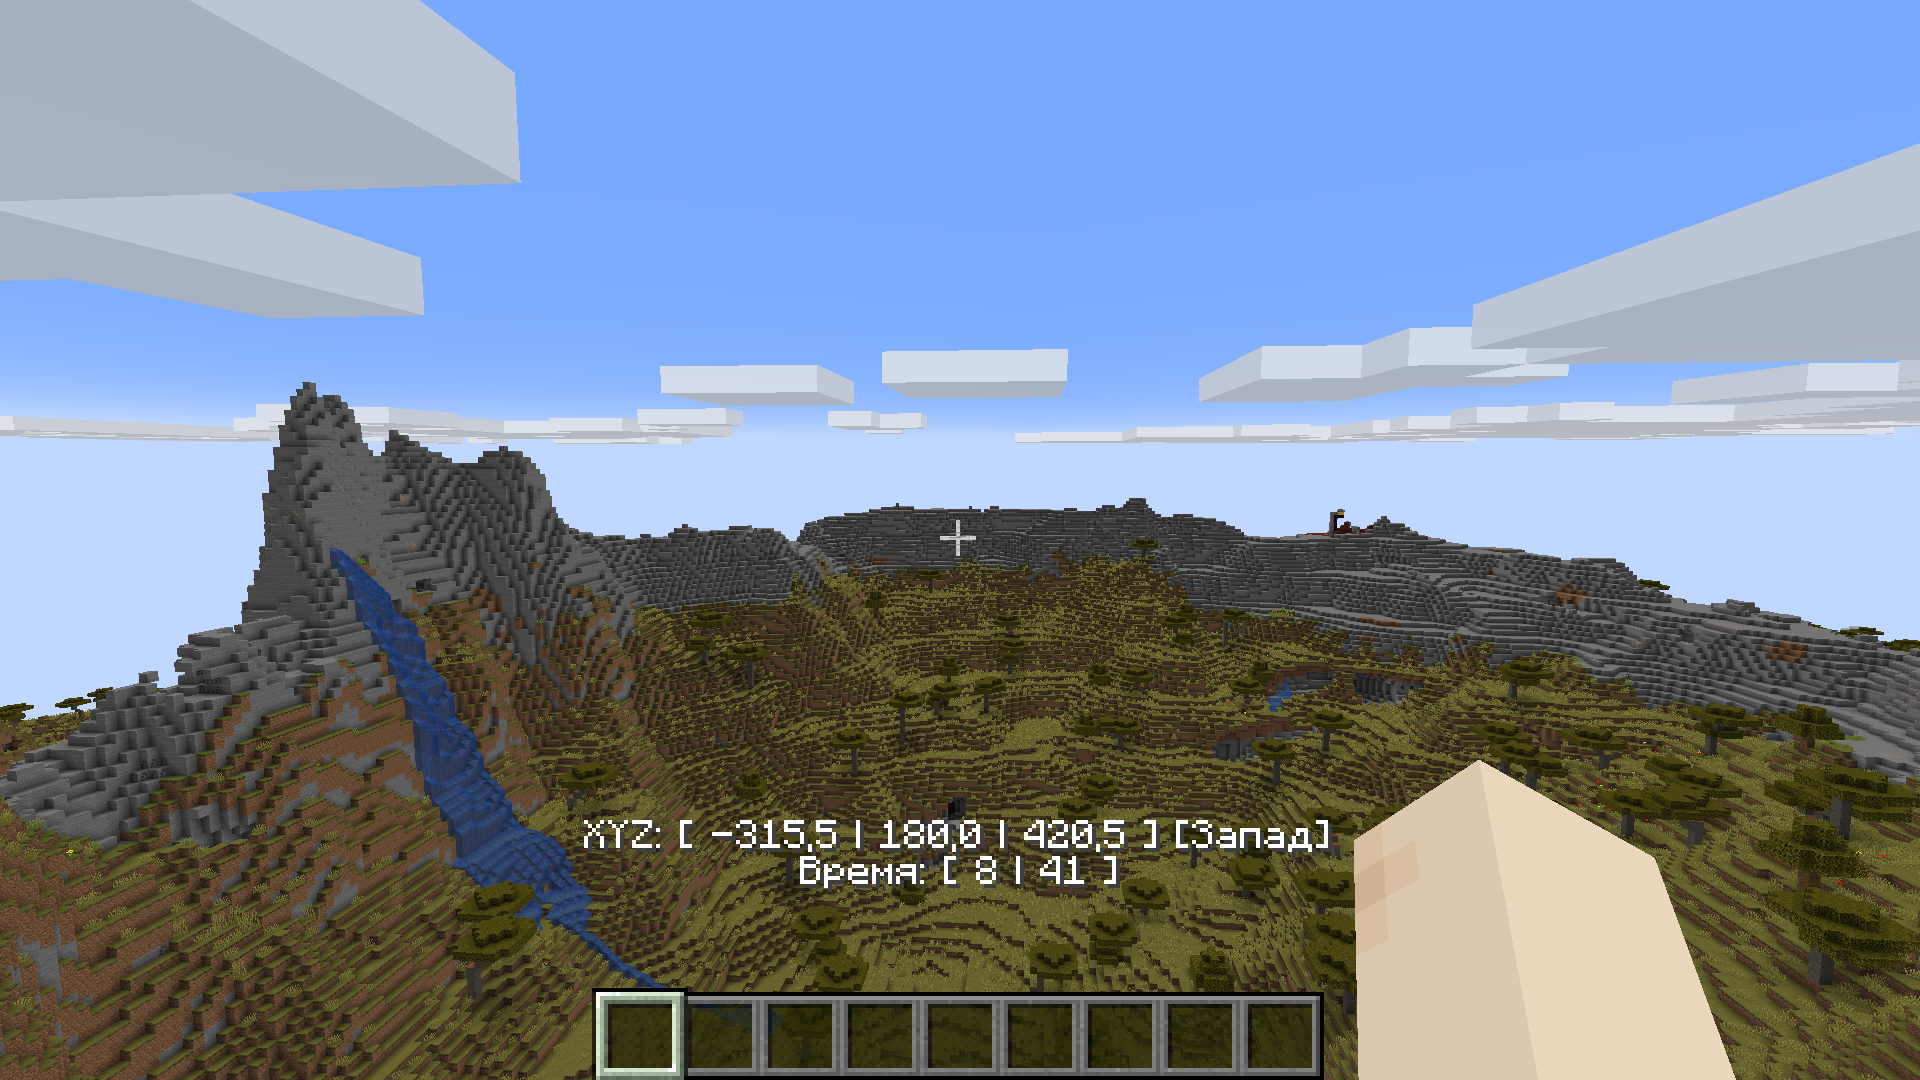 XYZ: [ -315,5 | 180,0 | 420,5 ] [Запад]
Время: [ 8 | 41 ]